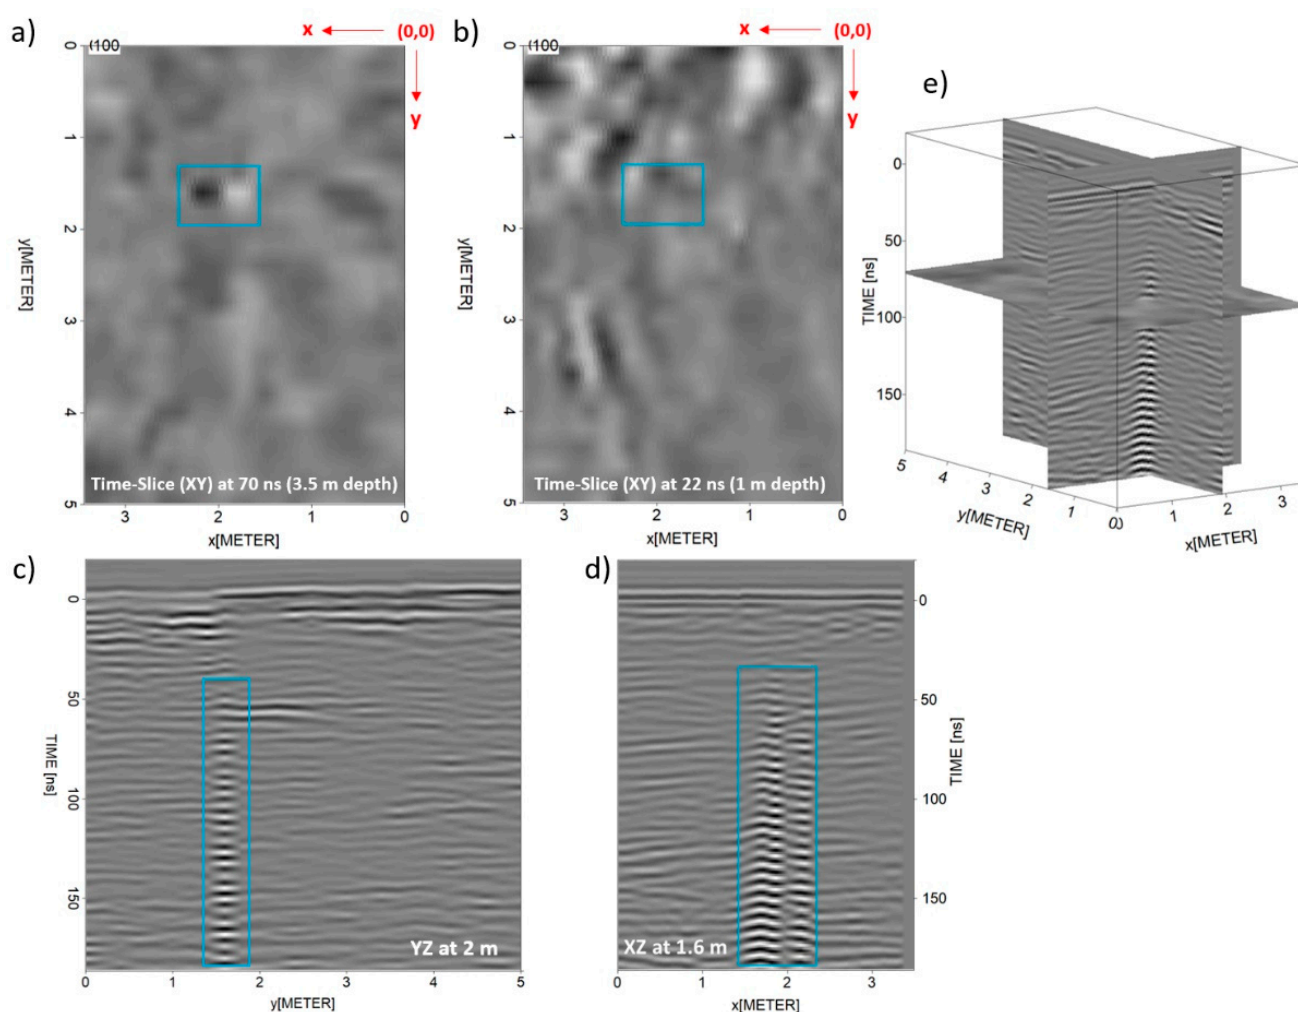 a)
x ← (0,0)
b)
x ← (0,0)
e)
0
(100
0
(100
y
y
0
1
1
2
2
50
y[METER]
y[METER]
TIME [ns]
3
3
100
4
4
150
Time-Slice (XY) at 70 ns (3.5 m depth)
Time-Slice (XY) at 22 ns (1 m depth)
5
5
3 2 1 0
3 2 1 0
5 4 3 2 1 0
0 1 2 3
x[METER]
x[METER]
y[METER]
x[METER]
c)
d)
0
0
50
50
TIME [ns]
TIME [ns]
100
100
150
150
YZ at 2 m
XZ at 1.6 m
0 1 2 3 4 5
0 1 2 3
y[METER]
x[METER]